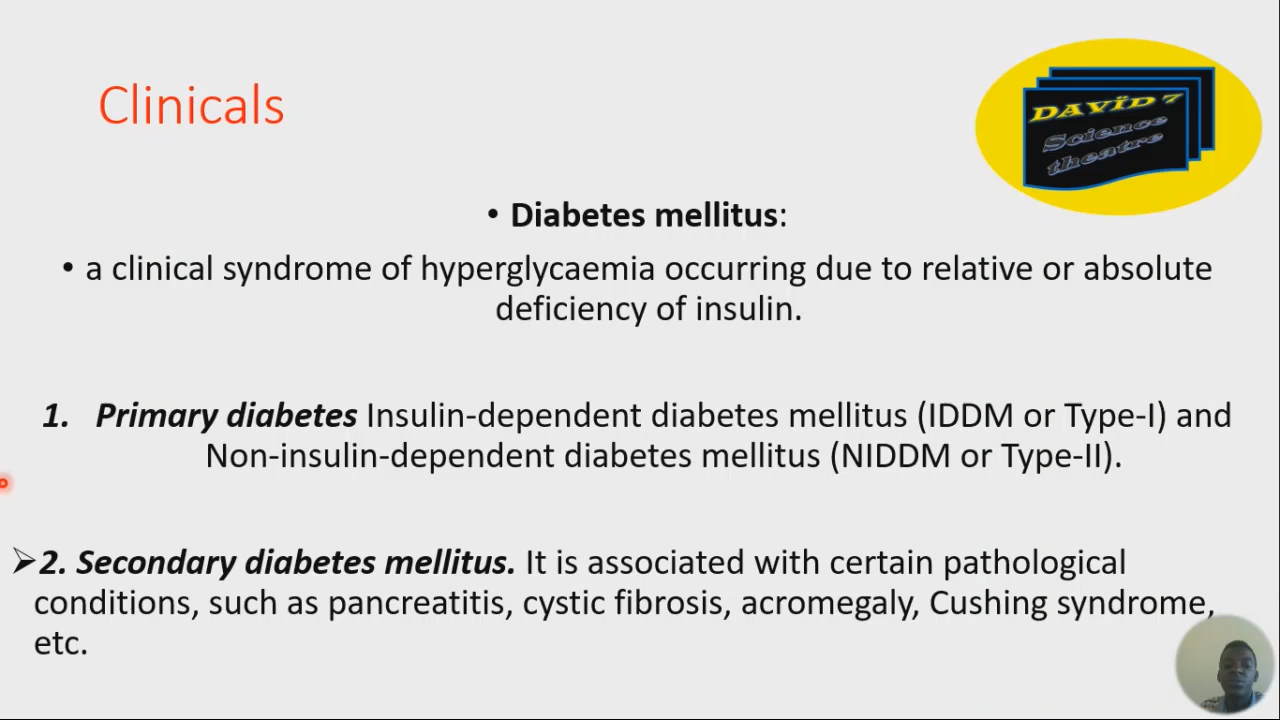 Clinicals
DAVÏD 7
Science
theatre
• Diabetes mellitus:
• a clinical syndrome of hyperglycaemia occurring due to relative or absolute
deficiency of insulin.
1. Primary diabetes Insulin-dependent diabetes mellitus (IDDM or Type-I) and
Non-insulin-dependent diabetes mellitus (NIDDM or Type-II).
➢2. Secondary diabetes mellitus. It is associated with certain pathological
conditions, such as pancreatitis, cystic fibrosis, acromegaly, Cushing syndrome,
etc.